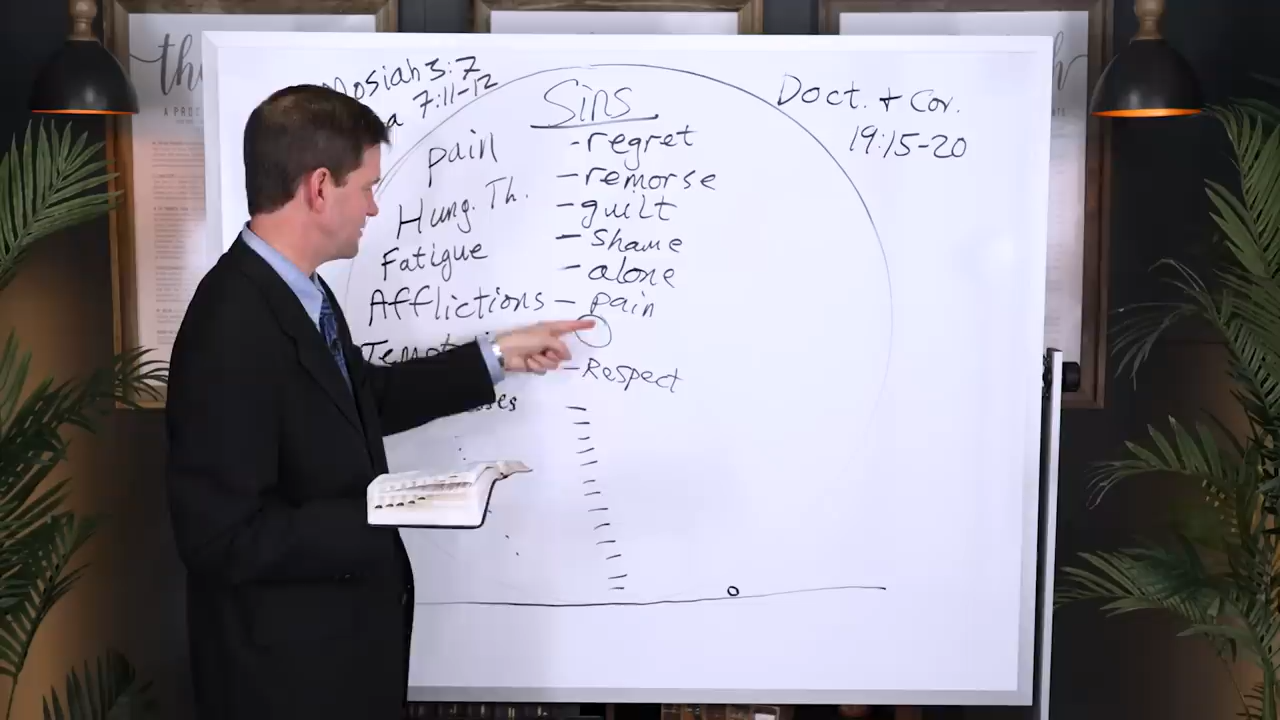 Mosiah 3:7
7:11-12
Sins
Doct. + Cov.
19:15-20
pain
- regret
- remorse
Hung. Th.
- guilt
Fatigue
- shame
- alone
Afflictions
- pain
- Respect